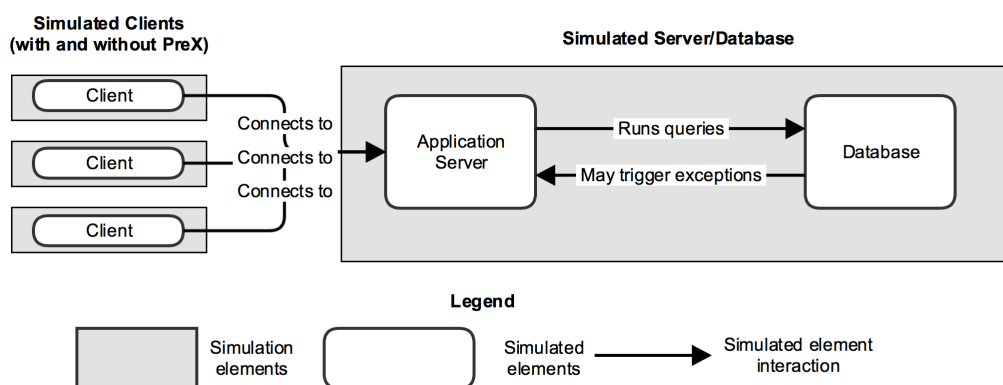 Simulated Clients
(with and without PreX)
Simulated Server/Database
Client
Client
Client
Connects to
Connects to
Connects to
Application
Server
Runs queries
May trigger exceptions
Database
Legend
Simulation
elements
Simulated
elements
Simulated element
interaction